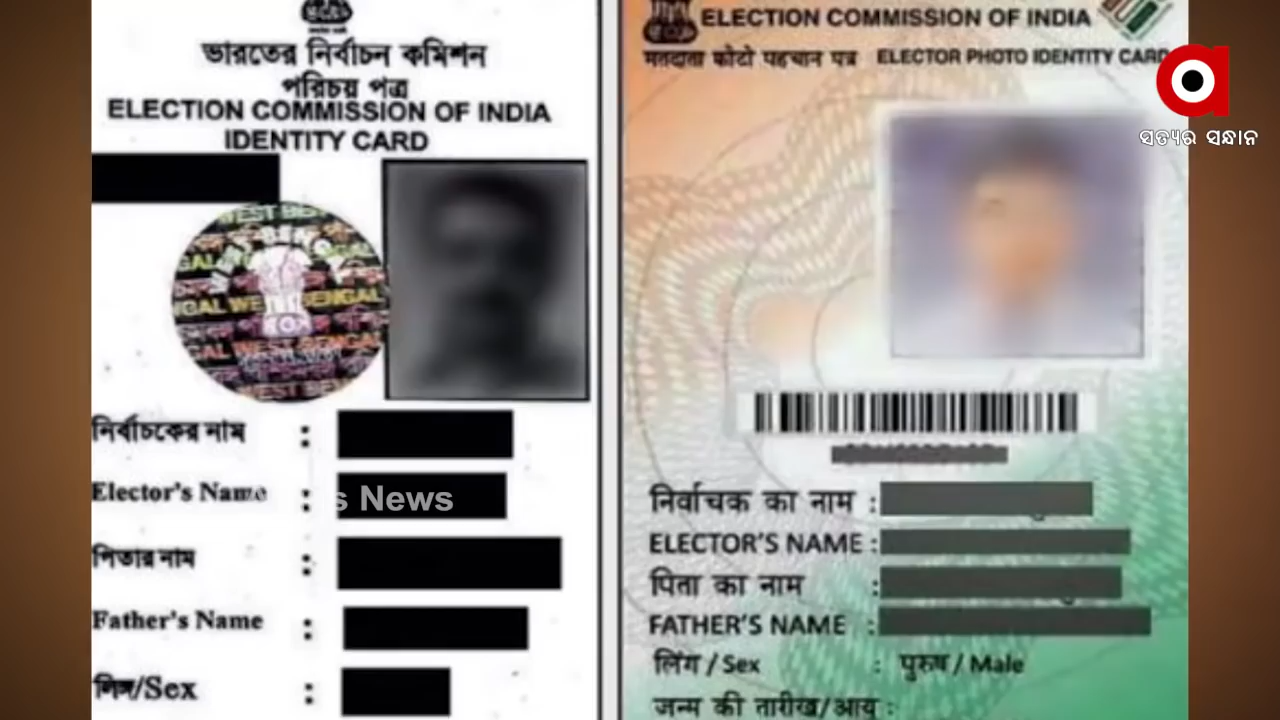 ভারতের নির্বাচন কমিশন
পরিচয় পত্র
ELECTION COMMISSION OF INDIA
IDENTITY CARD
WEST BENGAL
নির্বাচকের নাম :
Elector's Name :
s News
পিতার নাম :
Father's Name :
লিঙ্গ/Sex :
ELECTION COMMISSION OF INDIA
मतदाता फोटो पहचान पत्र ELECTOR PHOTO IDENTITY CARD
निर्वाचक का नाम :
ELECTOR'S NAME :
पिता का नाम :
FATHER'S NAME :
लिंग / Sex : पुरुष / Male
जन्म की तारीख/आयु :
ସତ୍ୟର ସନ୍ଧାନ